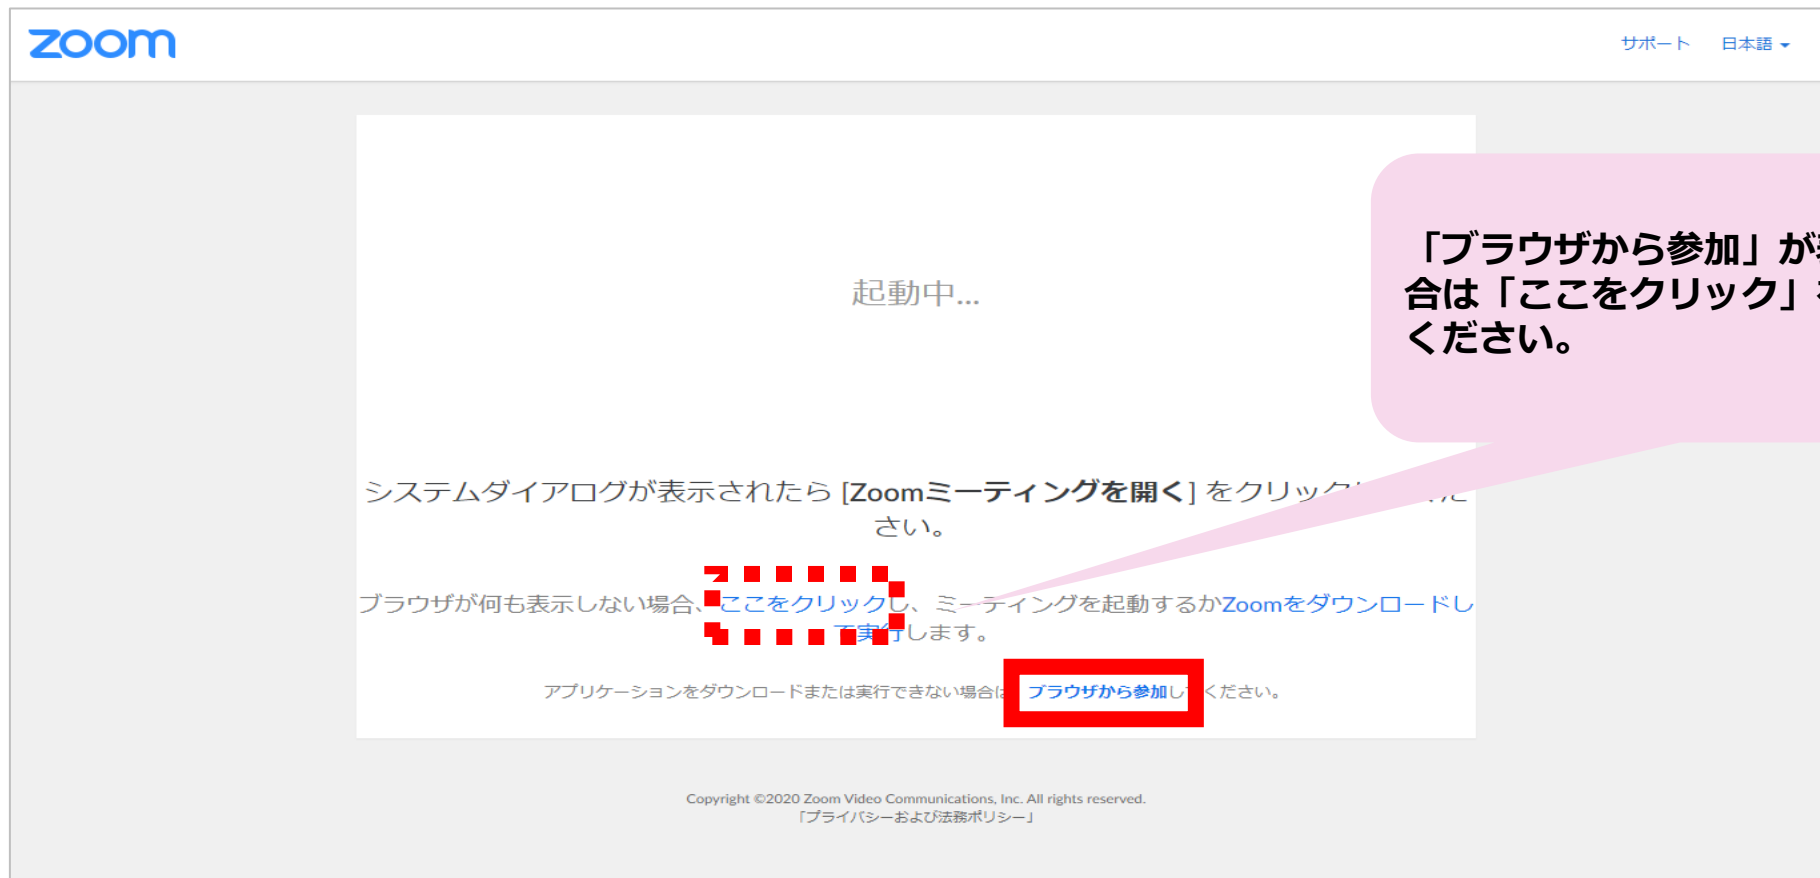 zoom
サポート 日本語
起動中...
「ブラウザから参加」が
合は「ここをクリック」
ください。
システムダイアログが表示されたら [Zoomミーティングを開く] をクリック
さい。
ブラウザが何も表示しない場合、ここをクリックし、ミーティングを起動するかZoomをダウンロードし
て実行します。
アプリケーションをダウンロードまたは実行できない場合は ブラウザから参加してください。
Copyright ©2020 Zoom Video Communications, Inc. All rights reserved.
「プライバシーおよび法務ポリシー」